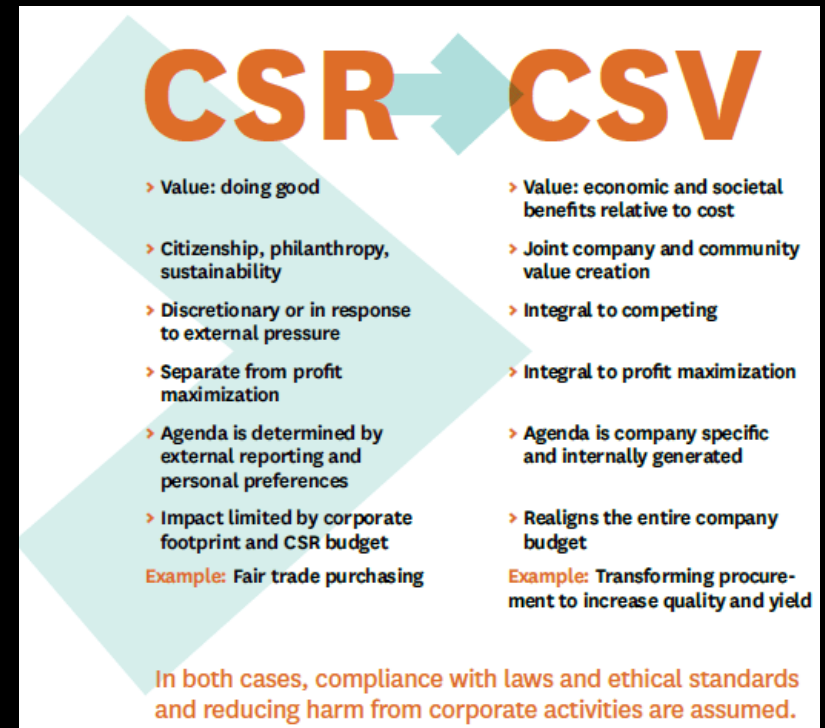 CSR CSV
> Value: doing good
> Citizenship, philanthropy,
sustainability
> Discretionary or in response
to external pressure
> Separate from profit
maximization
> Agenda is determined by
external reporting and
personal preferences
> Impact limited by corporate
footprint and CSR budget
Example: Fair trade purchasing
> Value: economic and societal
benefits relative to cost
> Joint company and community
value creation
> Integral to competing
> Integral to profit maximization
> Agenda is company specific
and internally generated
> Realigns the entire company
budget
Example: Transforming procure-
ment to increase quality and yield
In both cases, compliance with laws and ethical standards
and reducing harm from corporate activities are assumed.